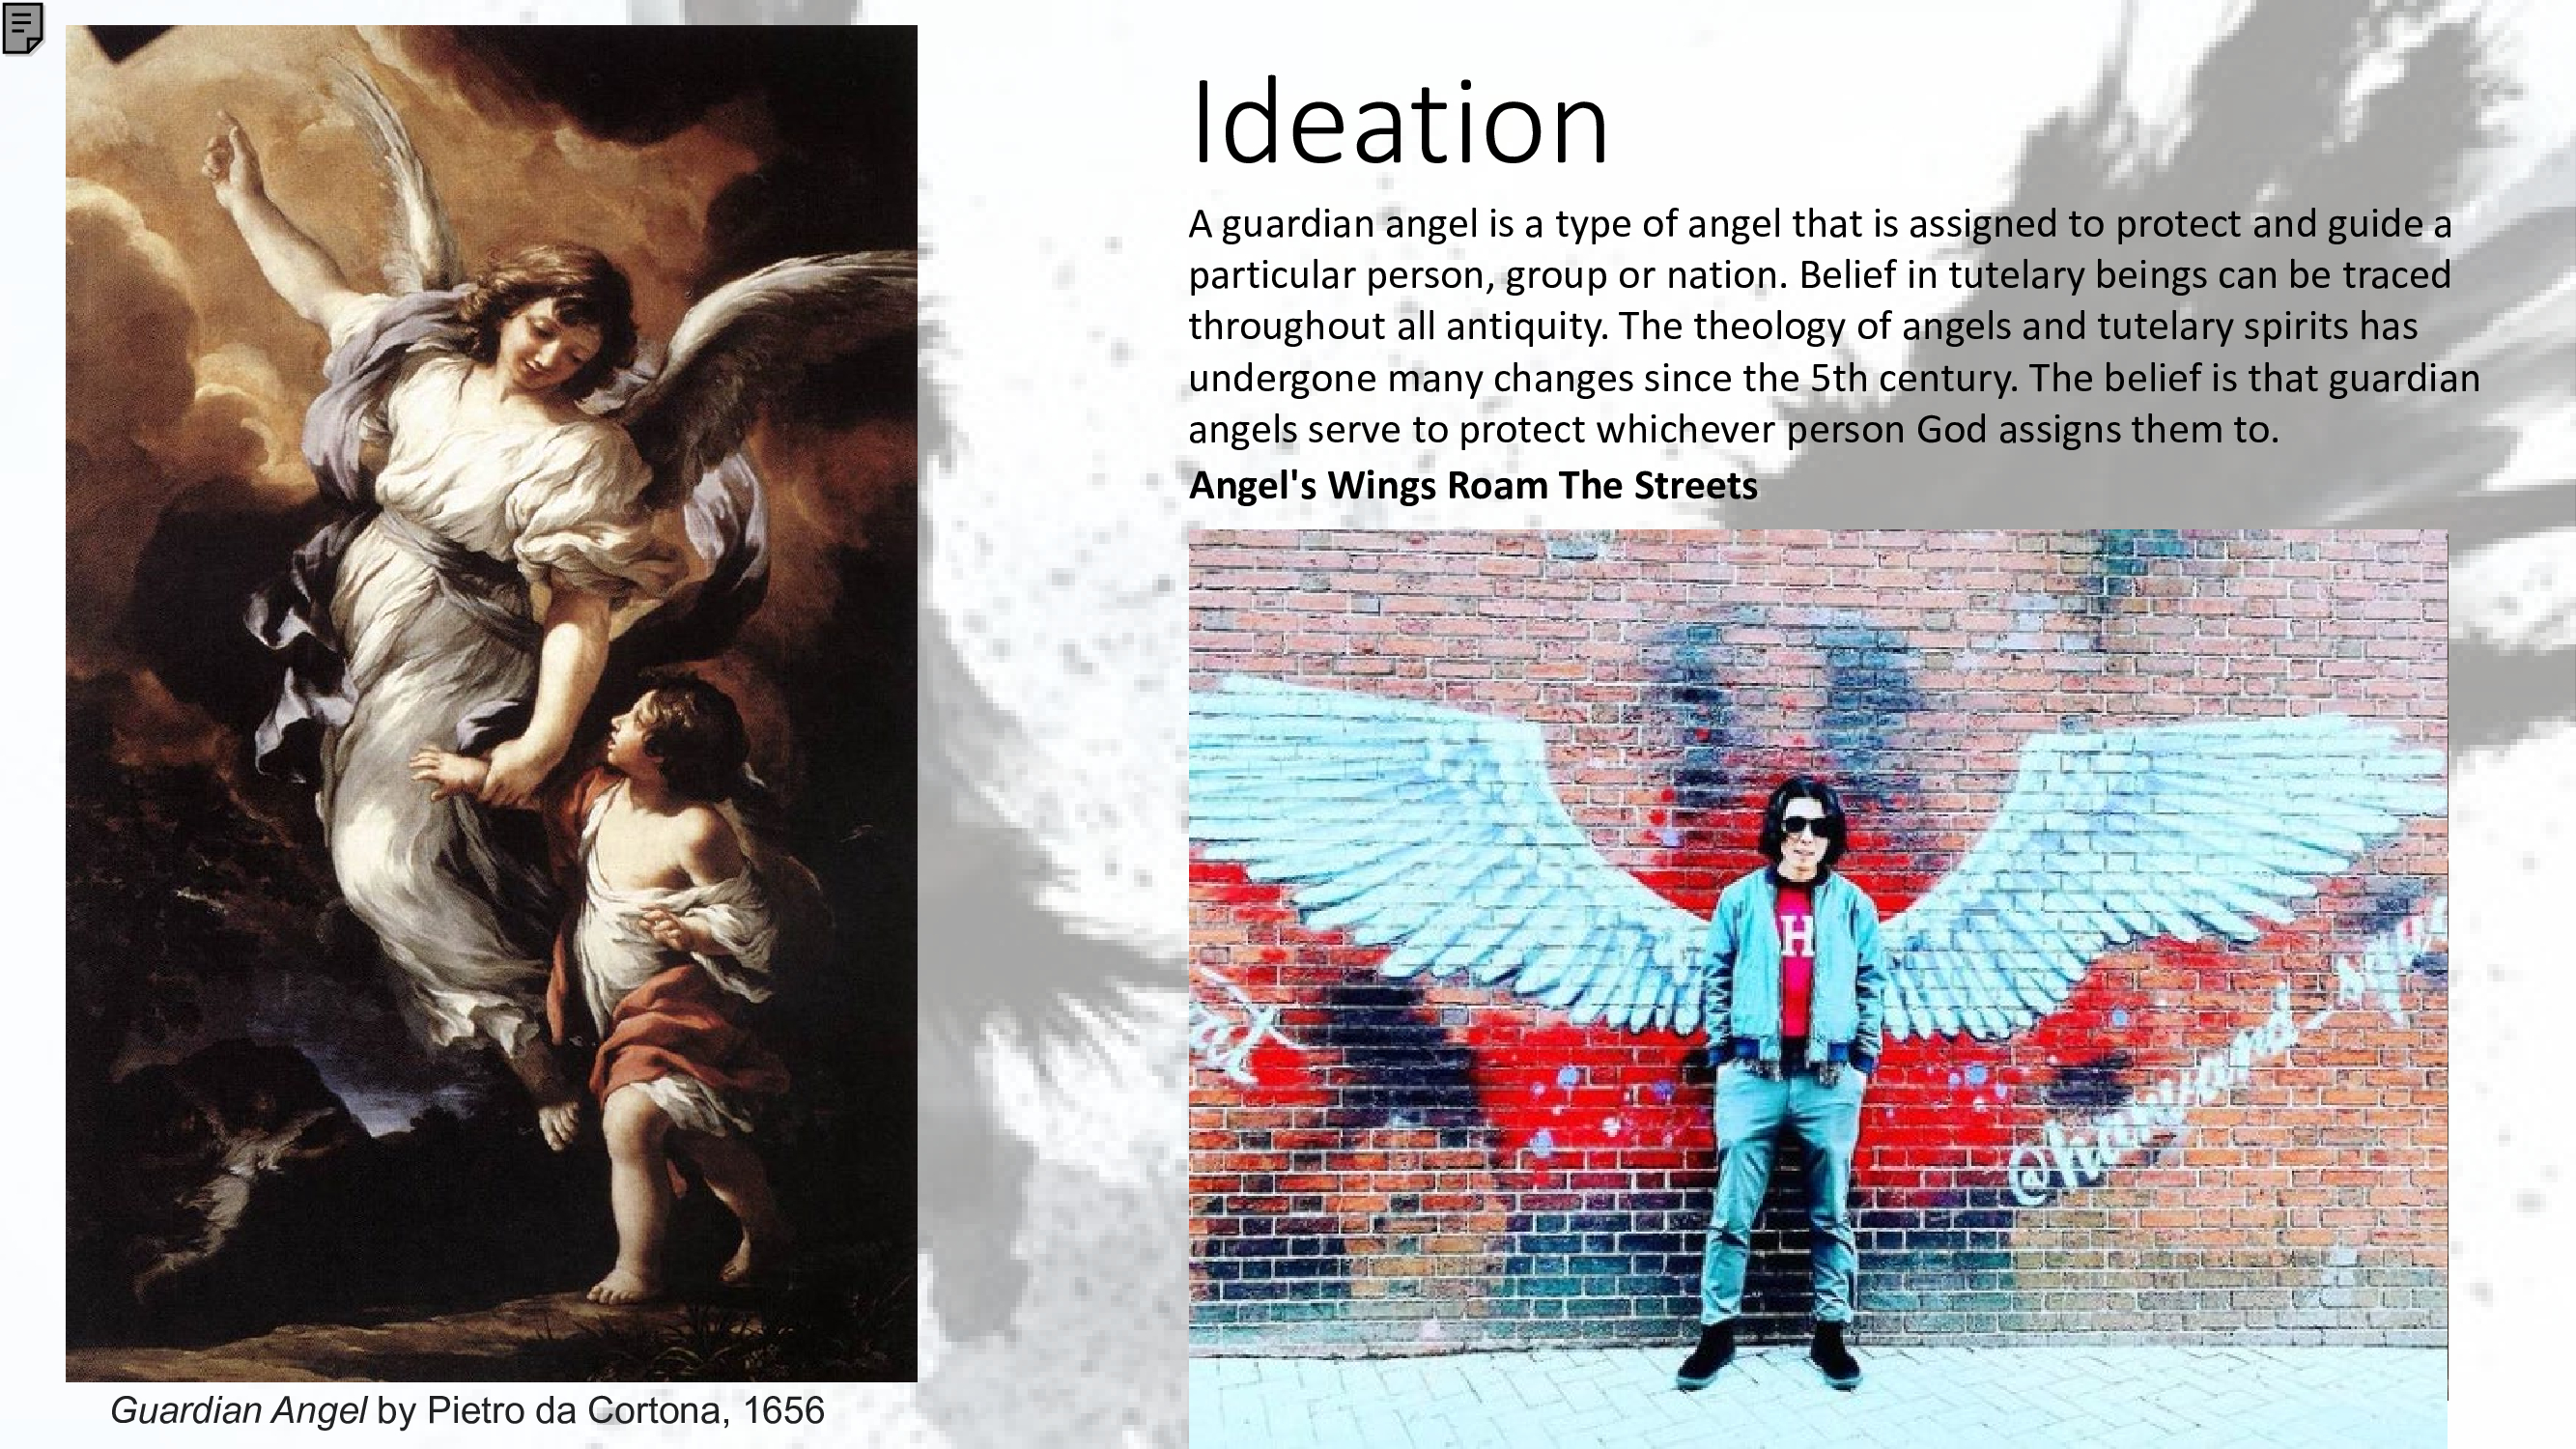 Ideation
A guardian angel is a type of angel that is assigned to protect and guide a
particular person, group or nation. Belief in tutelary beings can be traced
throughout all antiquity. The theology of angels and tutelary spirits has
undergone many changes since the 5th century. The belief is that guardian
angels serve to protect whichever person God assigns them to.
Angel's Wings Roam The Streets
H
Guardian Angel by Pietro da Cortona, 1656